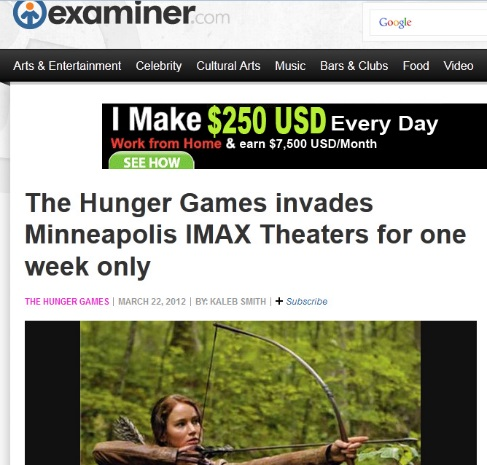 examiner.com
Google
Arts & Entertainment Celebrity Cultural Arts Music Bars & Clubs Food Video
I Make $250 USD Every Day
Work from Home & earn $7,500 USD/Month
SEE HOW
The Hunger Games invades
Minneapolis IMAX Theaters for one
week only
THE HUNGER GAMES | MARCH 22, 2012 | BY: KALEB SMITH | + Subscribe